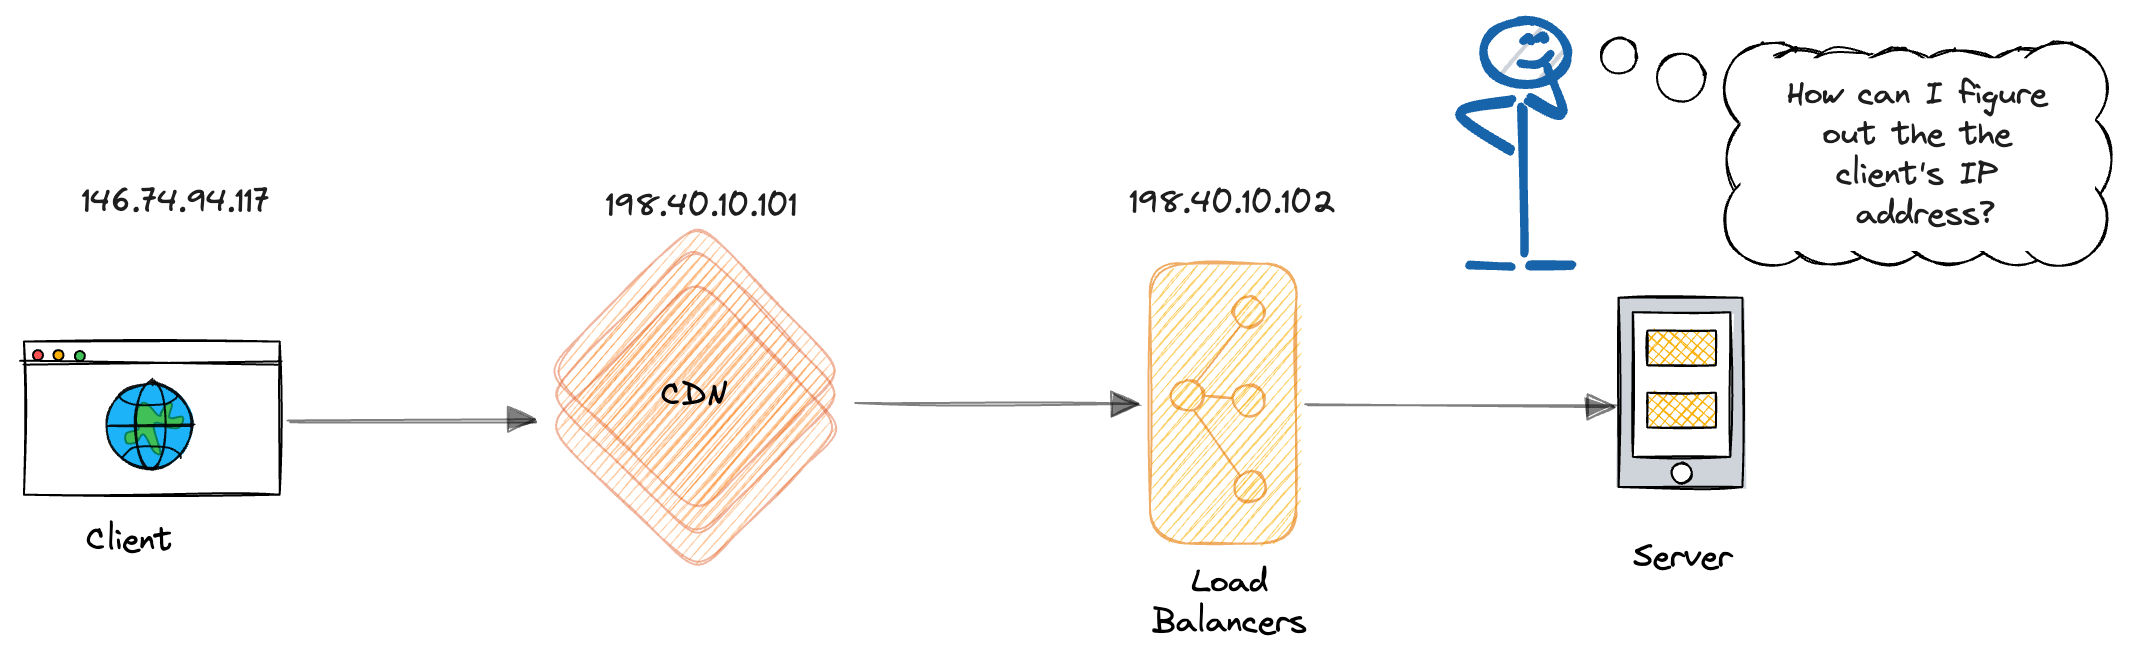 How can I figure
out the the
client's IP
address?
146.74.94.117
198.40.10.101
198.40.10.102
CDN
Client
Load
Balancers
Server